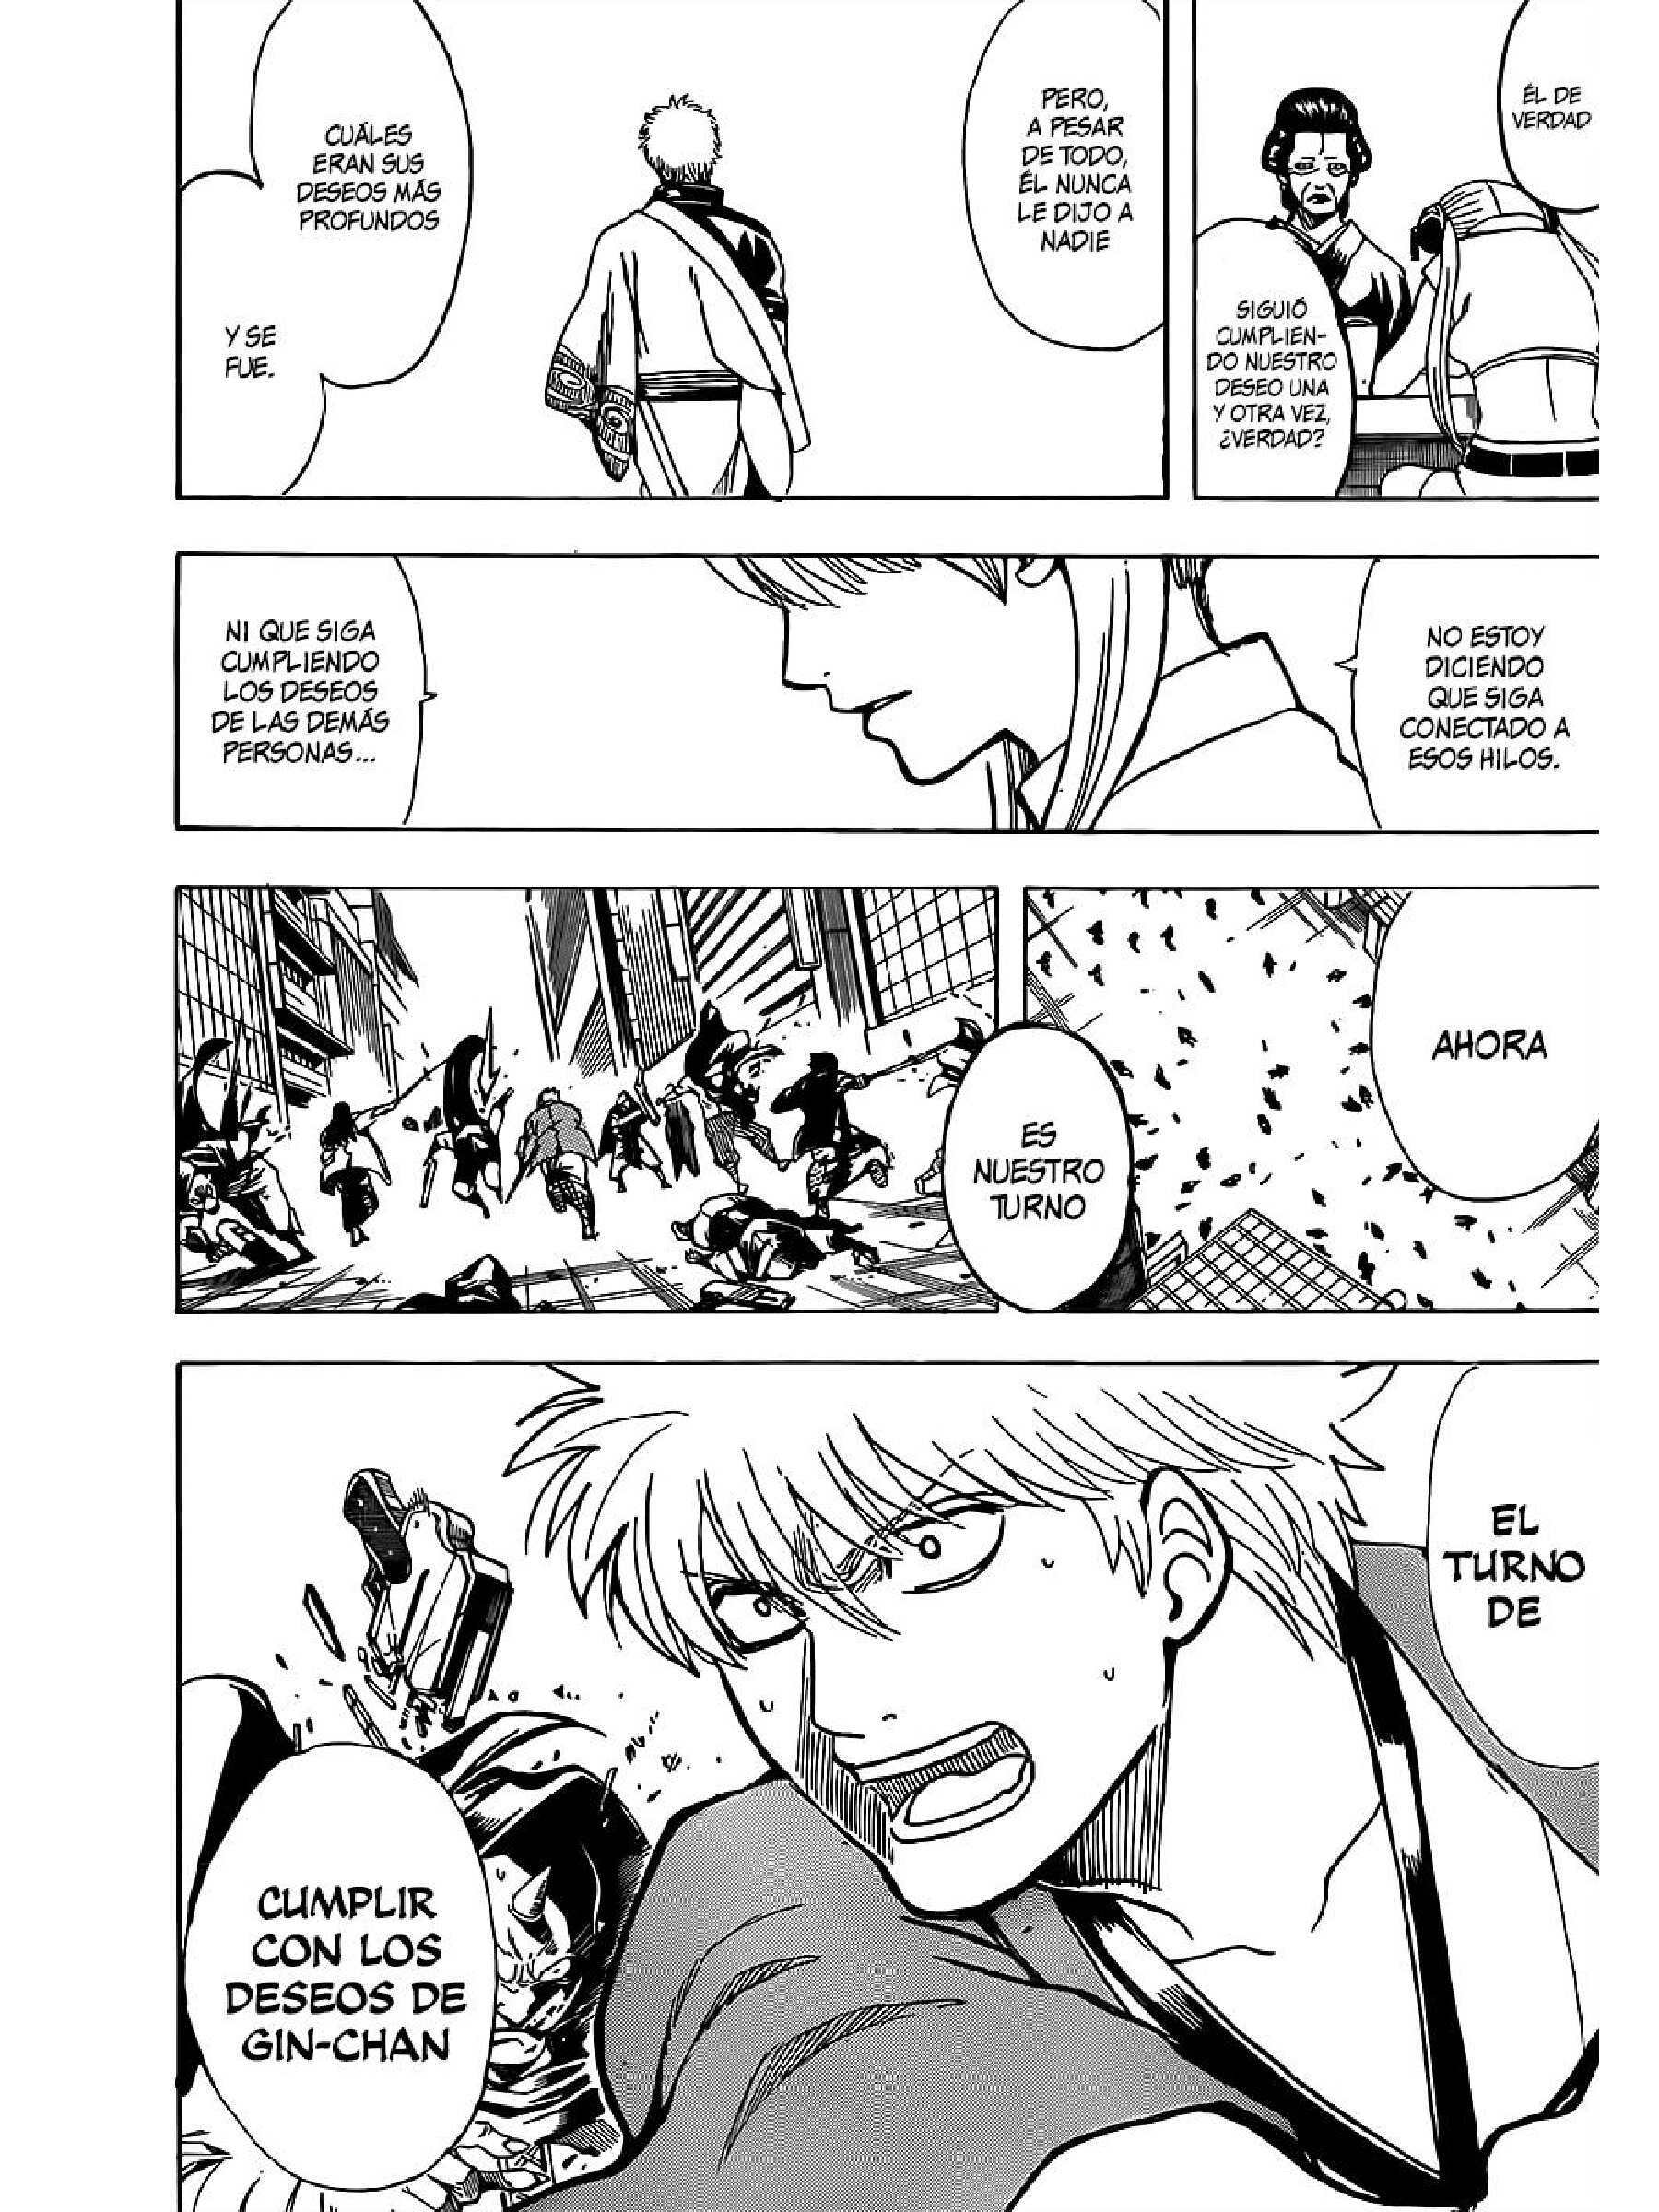 ÉL DE
VERDAD
SIGUIÓ
CUMPLIEN-
DO NUESTRO
DESEO UNA
Y OTRA VEZ,
¿VERDAD?
PERO,
A PESAR
DE TODO,
ÉL NUNCA
LE DIJO A
NADIE
CUÁLES
ERAN SUS
DESEOS MÁS
PROFUNDOS
Y SE
FUE.
NO ESTOY
DICIENDO
QUE SIGA
CONECTADO A
ESOS HILOS.
NI QUE SIGA
CUMPLIENDO
LOS DESEOS
DE LAS DEMÁS
PERSONAS...
AHORA
ES
NUESTRO
TURNO
EL
TURNO
DE
CUMPLIR
CON LOS
DESEOS DE
GIN-CHAN